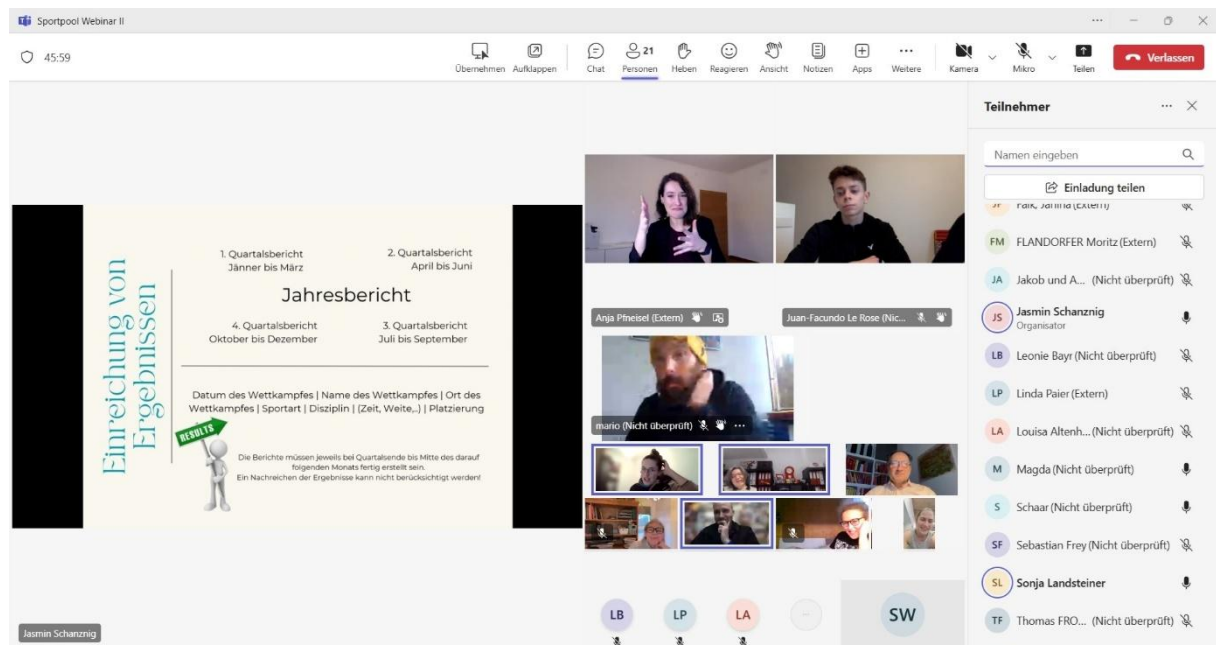 Sportpool Webinar II
45:59
Übernehmen
Aufklappen
Chat
21
Personen
Heben
Reagieren
Ansicht
Notizen
Apps
Weitere
Kamera
Mikro
Teilen
Verlassen
Einreichung von
Ergebnissen
1. Quartalsbericht
Jänner bis März
2. Quartalsbericht
April bis Juni
Jahresbericht
4. Quartalsbericht
Oktober bis Dezember
3. Quartalsbericht
Juli bis September
Datum des Wettkampfes | Name des Wettkampfes | Ort des
Wettkampfes | Sportart | Disziplin | (Zeit, Weite,..) | Platzierung
RESULTS
Die Berichte müssen jeweils bei Quartalsende bis Mitte des darauf
folgenden Monats fertig erstellt sein.
Ein Nachreichen der Ergebnisse kann nicht berücksichtigt werden!
Jasmin Schanznig
Anja Pfneisel (Extern)
Juan-Facundo Le Rose (Nic...
mario (Nicht überprüft)
LB
LP
LA
SW
Teilnehmer
Namen eingeben
Einladung teilen
FM FLANDORFER Moritz (Extern)
JA Jakob und A... (Nicht überprüft)
JS Jasmin Schanznig
Organisator
LB Leonie Bayr (Nicht überprüft)
LP Linda Paier (Extern)
LA Louisa Altenh... (Nicht überprüft)
M Magda (Nicht überprüft)
S Schaar (Nicht überprüft)
SF Sebastian Frey (Nicht überprüft)
SL Sonja Landsteiner
TF Thomas FRO... (Nicht überprüft)